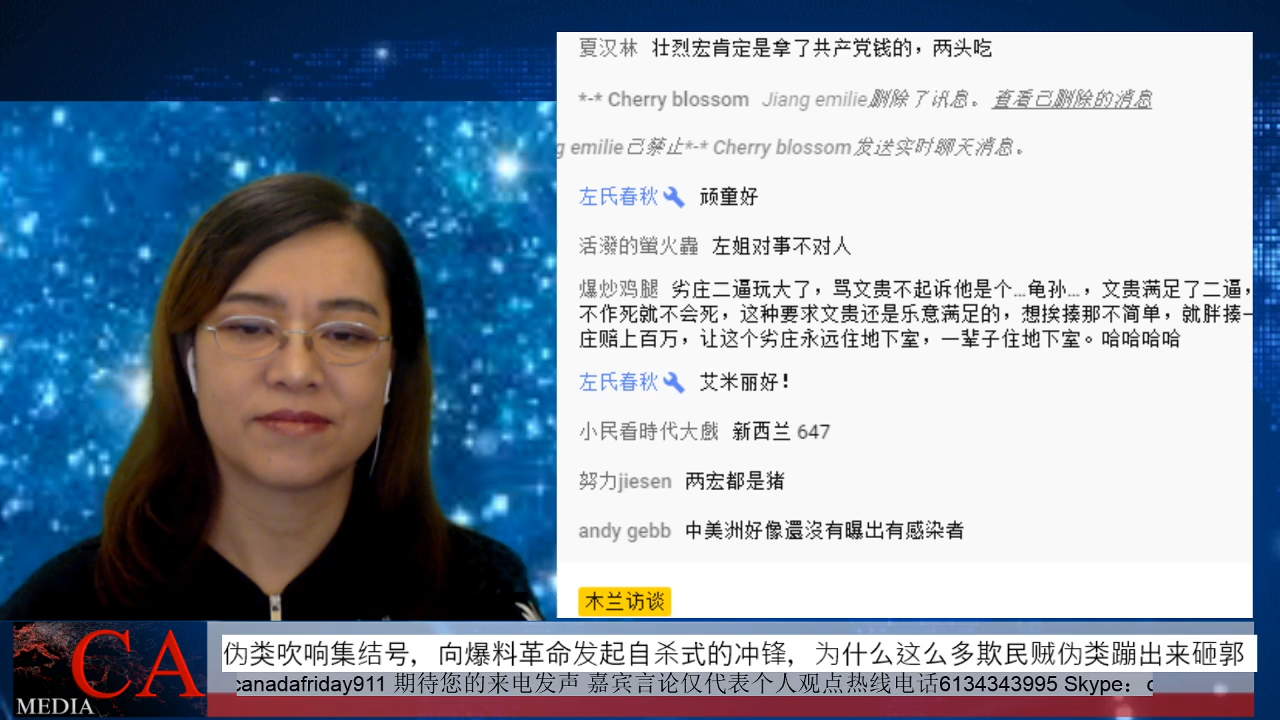 夏汉林 壮烈宏肯定是拿了共产党钱的，两头吃
*-* Cherry blossom Jiang emilie删除了讯息。查看己删除的消息
g emilie己禁止*-* Cherry blossom发送实时聊天消息。
左氏春秋 顽童好
活潑的螢火蟲 左姐对事不对人
爆炒鸡腿 劣庄二逼玩大了，骂文贵不起诉他是个...龟孙...，文贵满足了二逼，
不作死就不会死，这种要求文贵还是乐意满足的，想挨揍那不简单，就胖揍一
庄赔上百万，让这个劣庄永远住地下室，一辈子住地下室。哈哈哈哈
左氏春秋 艾米丽好！
小民看時代大戲 新西兰 647
努力jiesen 两宏都是猪
andy gebb 中美洲好像還沒有曝出有感染者
木兰访谈
伪类吹响集结号，向爆料革命发起自杀式的冲锋，为什么这么多欺民贼伪类蹦出来砸郭
canadafriday911 期待您的来电发声 嘉宾言论仅代表个人观点热线电话6134343995 Skype：c
CA
MEDIA